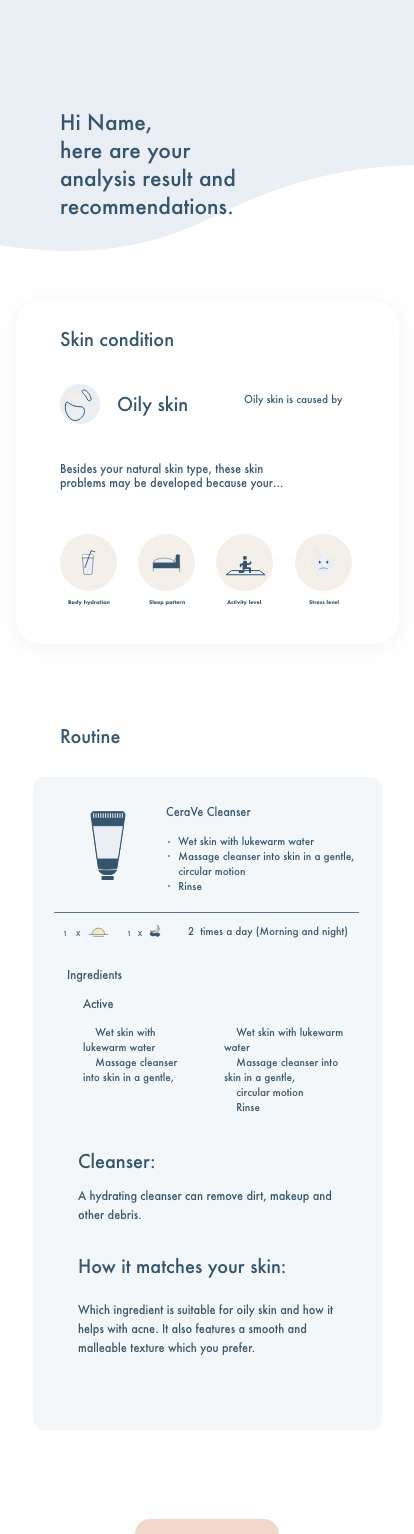 Hi Name,
here are your
analysis result and
recommendations.
Skin condition
Oily skin
Oily skin is caused by
Besides your natural skin type, these skin
problems may be developed because your...
Body hydration
Sleep pattern
Activity level
Stress level
Routine
CeraVe Cleanser
· Wet skin with lukewarm water
· Massage cleanser into skin in a gentle,
circular motion
· Rinse
1 x
1 x
2 times a day (Morning and night)
Ingredients
Active
Wet skin with
lukewarm water
Massage cleanser
into skin in a gentle,
Wet skin with lukewarm
water
Massage cleanser into
skin in a gentle,
circular motion
Rinse
Cleanser:
A hydrating cleanser can remove dirt, makeup and
other debris.
How it matches your skin:
Which ingredient is suitable for oily skin and how it
helps with acne. It also features a smooth and
malleable texture which you prefer.